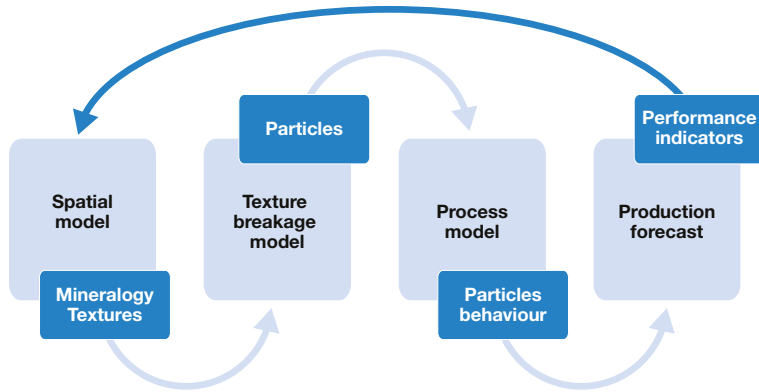 Particles
Performance
indicators
Spatial
model
Texture
breakage
model
Process
model
Production
forecast
Mineralogy
Textures
Particles
behaviour